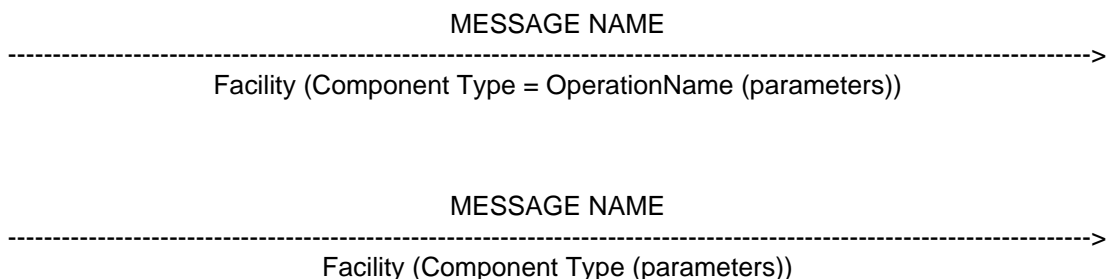 MESSAGE NAME
------------------------------------------------------------------------------------------------------------------------>
Facility (Component Type = OperationName (parameters))
MESSAGE NAME
------------------------------------------------------------------------------------------------------------------------>
Facility (Component Type (parameters))